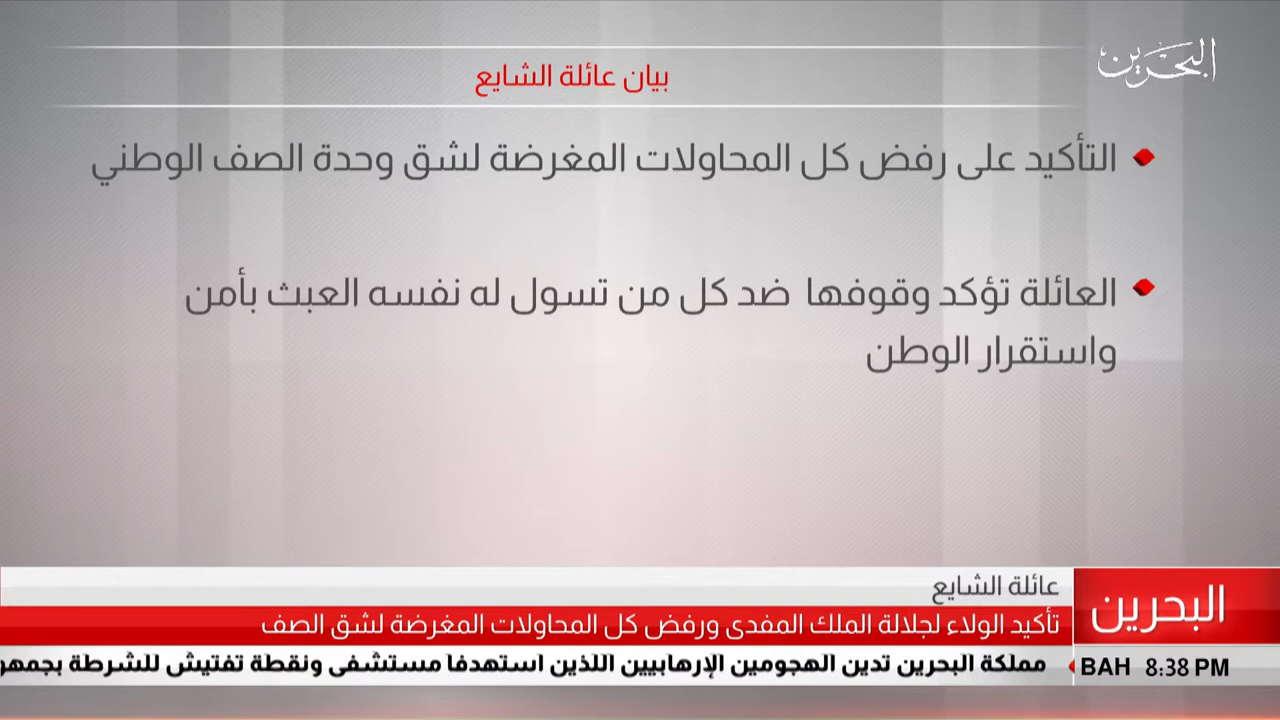 البحرين
بيان عائلة الشايع
التأكيد على رفض كل المحاولات المغرضة لشق وحدة الصف الوطني
العائلة تؤكد وقوفها ضد كل من تسول له نفسه العبث بأمن
واستقرار الوطن
عائلة الشايع
البحرين
تأكيد الولاء لجلالة الملك المفدى ورفض كل المحاولات المغرضة لشق الصف
BAH 8:38 PM
مملكة البحرين تدين الهجومين الإرهابيين اللذين استهدفا مستشفى ونقطة تفتيش للشرطة